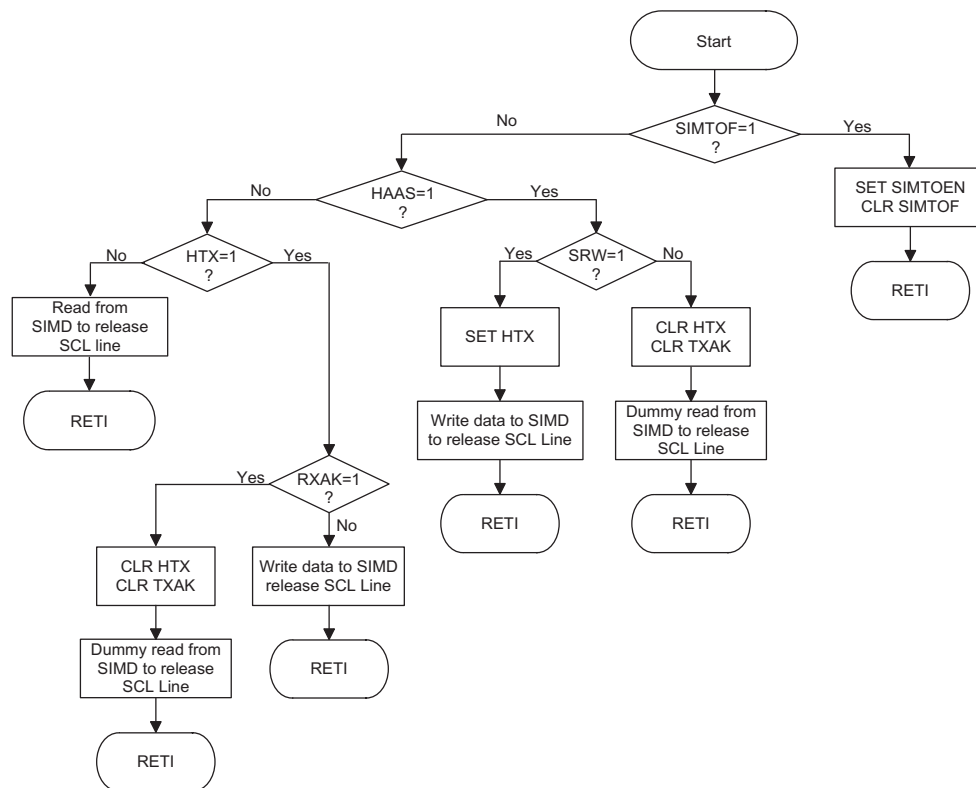 Start
SIMTOF=1
?
No
Yes
SET SIMTOEN
CLR SIMTOF
RETI
HAAS=1
?
No
Yes
HTX=1
?
No
Yes
Read from
SIMD to release
SCL line
RETI
SRW=1
?
Yes
No
SET HTX
CLR HTX
CLR TXAK
Write data to SIMD
to release SCL Line
Dummy read from
SIMD to release
SCL Line
RETI
RETI
RXAK=1
?
Yes
No
CLR HTX
CLR TXAK
Write data to SIMD
release SCL Line
Dummy read from
SIMD to release
SCL Line
RETI
RETI